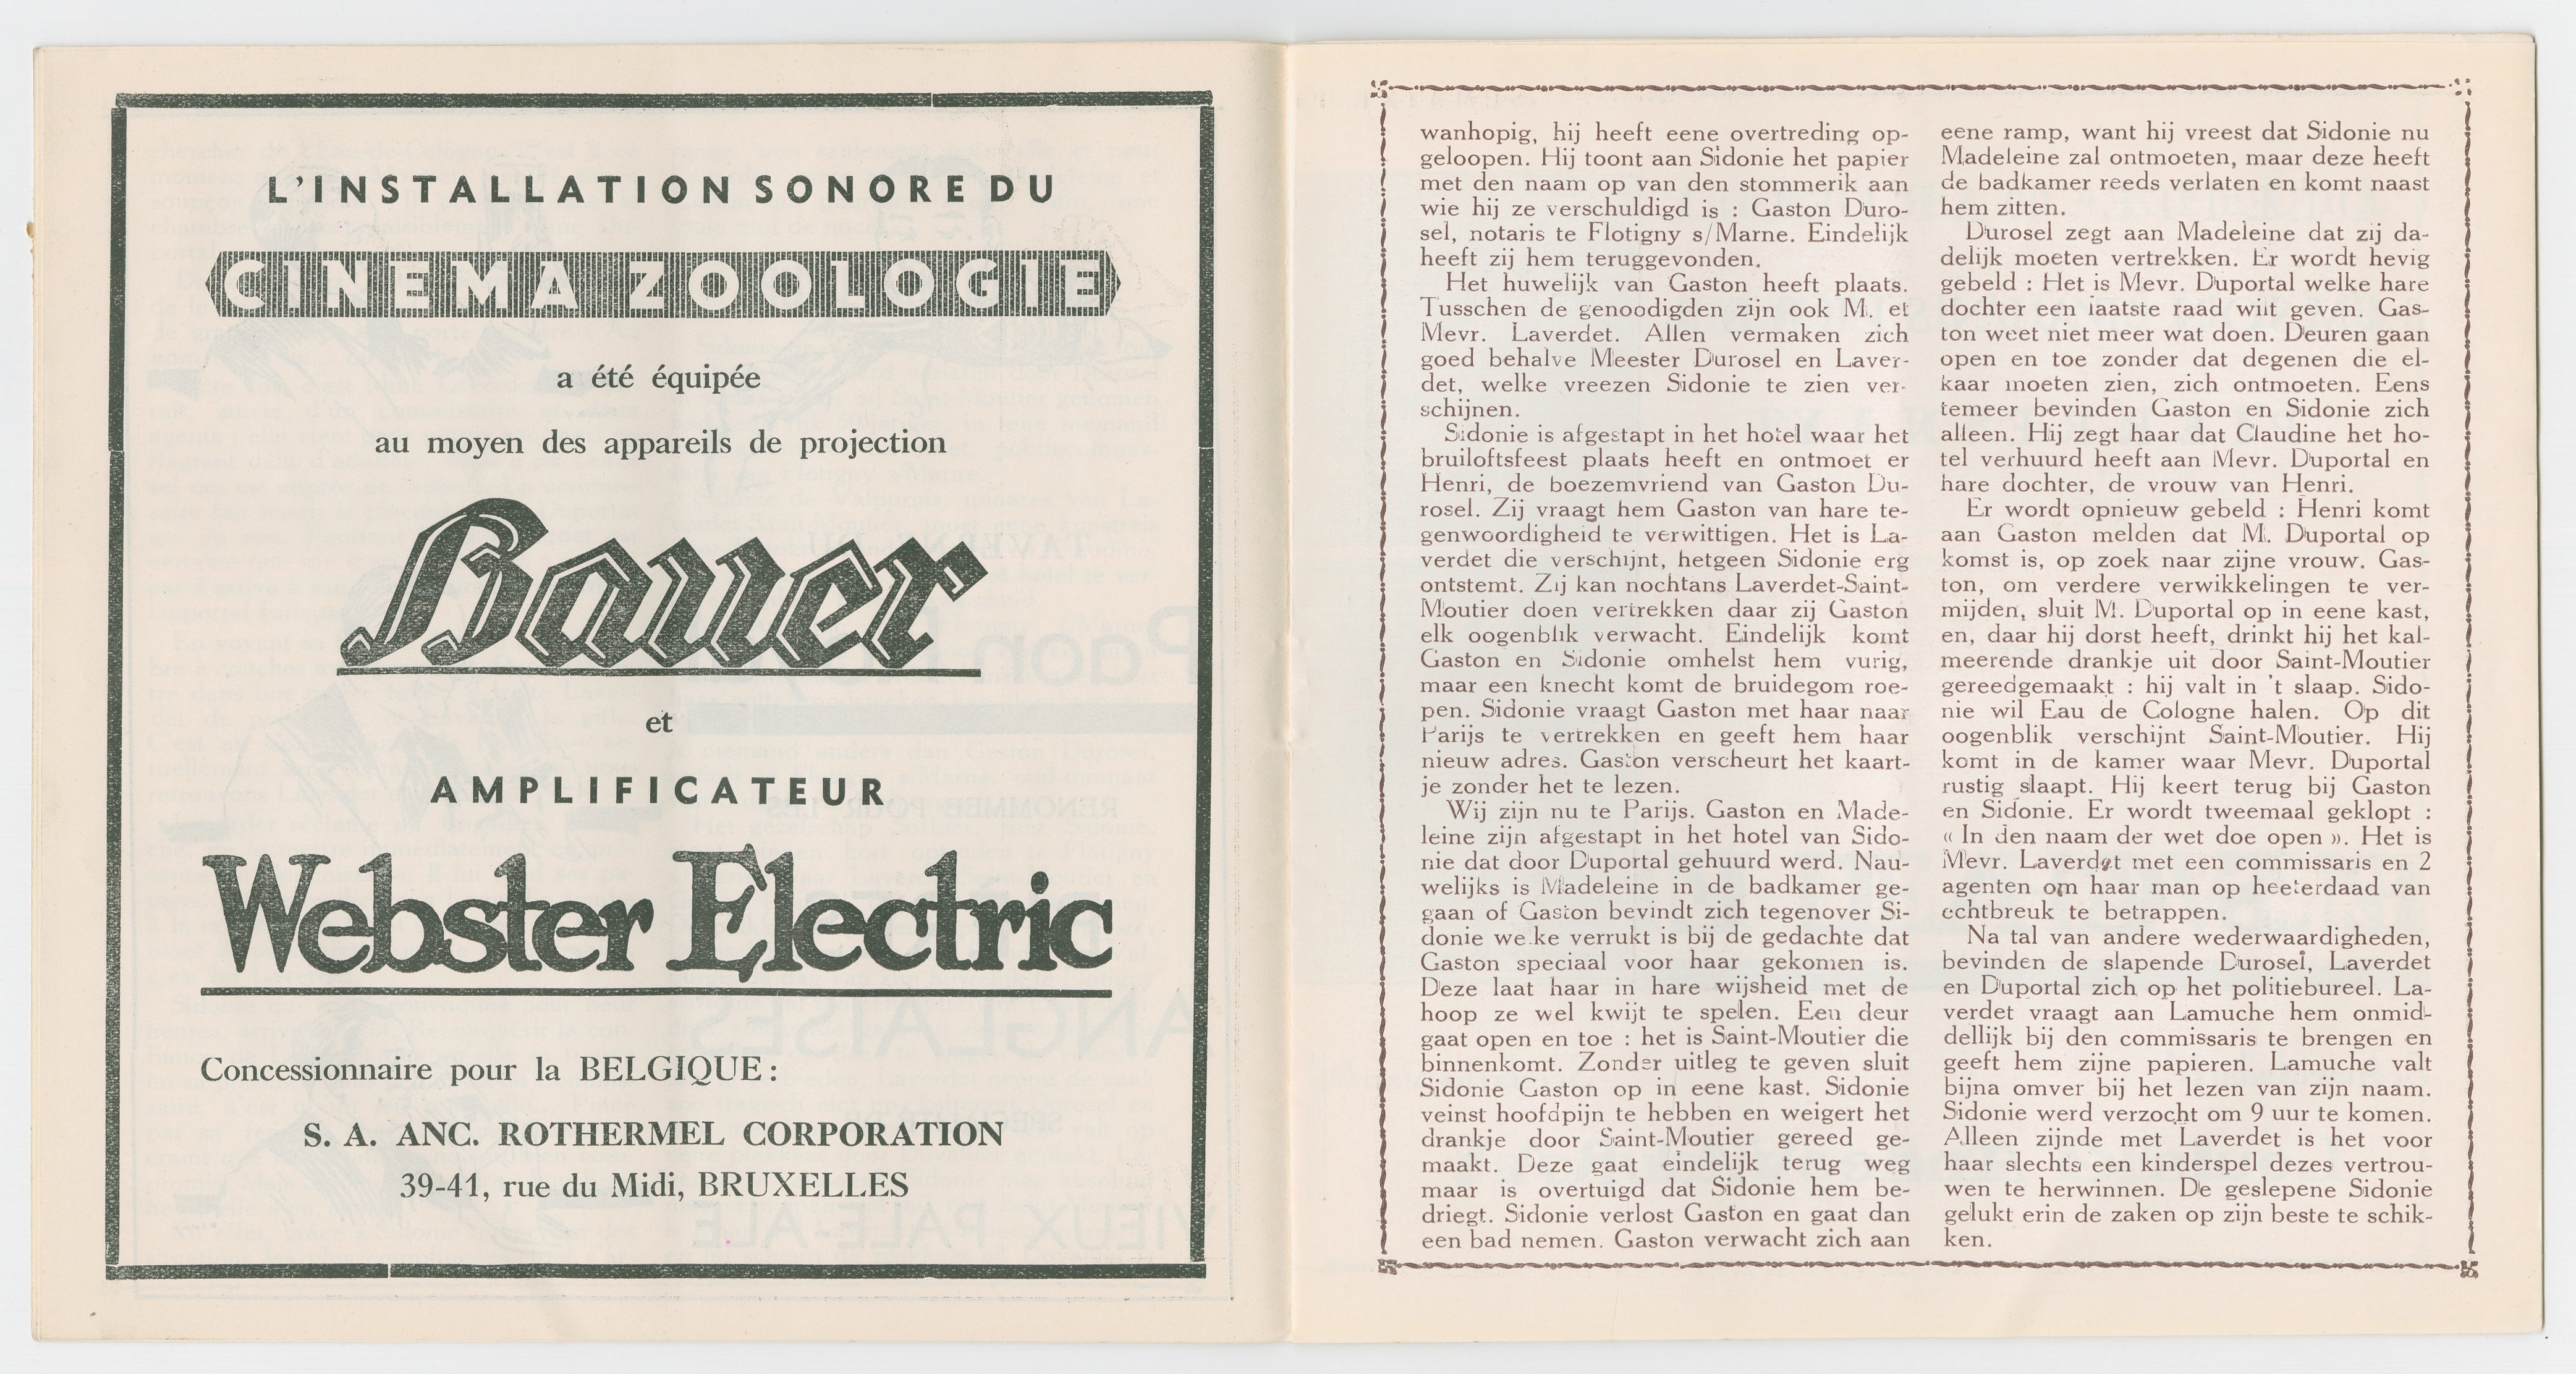 L'INSTALLATION SONORE DU
CINEMA ZOOLOGIE
a été équipée
au moyen des appareils de projection
Bauer
et
AMPLIFICATEUR
Webster Electric
Concessionnaire pour la BELGIQUE:
S. A. ANC. ROTHERMEL CORPORATION
39-41, rue du Midi, BRUXELLES
wanhopig, hij heeft eene overtreding op-
geloopen. Hij toont aan Sidonie het papier
met den naam op van den stommerik aan
wie hij ze verschuldigd is : Gaston Duro-
sel, notaris te Flotigny s/Marne. Eindelijk
heeft zij hem teruggevonden.
Het huwelijk van Gaston heeft plaats.
Tusschen de genoodigden zijn ook M. et
Mevr. Laverdet. Allen vermaken zich
goed behalve Meester Durosel en Laver-
det, welke vreezen Sidonie te zien ver-
schijnen.
Sidonie is afgestapt in het hotel waar het
bruiloftsfeest plaats heeft en ontmoet er
Henri, de boezemvriend van Gaston Du-
rosel. Zij vraagt hem Gaston van hare te-
genwoordigheid te verwittigen. Het is La-
verdet die verschijnt, hetgeen Sidonie erg
ontstemt. Zij kan nochtans Laverdet-Saint-
Moutier doen vertrekken daar zij Gaston
elk oogenblik verwacht. Eindelijk komt
Gaston en Sidonie omhelst hem vurig,
maar een knecht komt de bruidegom roe-
pen. Sidonie vraagt Gaston met haar naar
Parijs te vertrekken en geeft hem haar
nieuw adres. Gaston verscheurt het kaart-
je zonder het te lezen.
Wij zijn nu te Parijs. Gaston en Made-
leine zijn afgestapt in het hotel van Sido-
nie dat door Duportal gehuurd werd. Nau-
welijks is Madeleine in de badkamer ge-
gaan of Gaston bevindt zich tegenover Si-
donie welke verrukt is bij de gedachte dat
Gaston speciaal voor haar gekomen is.
Deze laat haar in hare wijsheid met de
hoop ze wel kwijt te spelen. Een deur
gaat open en toe : het is Saint-Moutier die
binnenkomt. Zonder uitleg te geven sluit
Sidonie Gaston op in eene kast. Sidonie
veinst hoofdpijn te hebben en weigert het
drankje door Saint-Moutier gereed ge-
maakt. Deze gaat eindelijk terug weg
maar is overtuigd dat Sidonie hem be-
driegt. Sidonie verlost Gaston en gaat dan
een bad nemen. Gaston verwacht zich aan
eene ramp, want hij vreest dat Sidonie nu
Madeleine zal ontmoeten, maar deze heeft
de badkamer reeds verlaten en komt naast
hem zitten.
Durosel zegt aan Madeleine dat zij da-
delijk moeten vertrekken. Er wordt hevig
gebeld : Het is Mevr. Duportal welke hare
dochter een laatste raad wilt geven. Gas-
ton weet niet meer wat doen. Deuren gaan
open en toe zonder dat degenen die el-
kaar moeten zien, zich ontmoeten. Eens
temeer bevinden Gaston en Sidonie zich
alleen. Hij zegt haar dat Claudine het ho-
tel verhuurd heeft aan Mevr. Duportal en
hare dochter, de vrouw van Henri.
Er wordt opnieuw gebeld : Henri komt
aan Gaston melden dat M. Duportal op
komst is, op zoek naar zijne vrouw. Gas-
ton, om verdere verwikkelingen te ver-
mijden, sluit M. Duportal op in eene kast,
en, daar hij dorst heeft, drinkt hij het kal-
meerende drankje uit door Saint-Moutier
gereedgemaakt : hij valt in 't slaap. Sido-
nie wil Eau de Cologne halen. Op dit
oogenblik verschijnt Saint-Moutier. Hij
komt in de kamer waar Mevr. Duportal
rustig slaapt. Hij keert terug bij Gaston
en Sidonie. Er wordt tweemaal geklopt :
« In den naam der wet doe open ». Het is
Mevr. Laverdet met een commissaris en 2
agenten om haar man op heeterdaad van
echtbreuk te betrappen.
Na tal van andere wederwaardigheden,
bevinden de slapende Durosel, Laverdet
en Duportal zich op het politiebureel. La-
verdet vraagt aan Lamuche hem onmid-
dellijk bij den commissaris te brengen en
geeft hem zijne papieren. Lamuche valt
bijna omver bij het lezen van zijn naam.
Sidonie werd verzocht om 9 uur te komen.
Alleen zijnde met Laverdet is het voor
haar slechts een kinderspel dezes vertrou-
wen te herwinnen. De geslepene Sidonie
gelukt erin de zaken op zijn beste te schik-
ken.